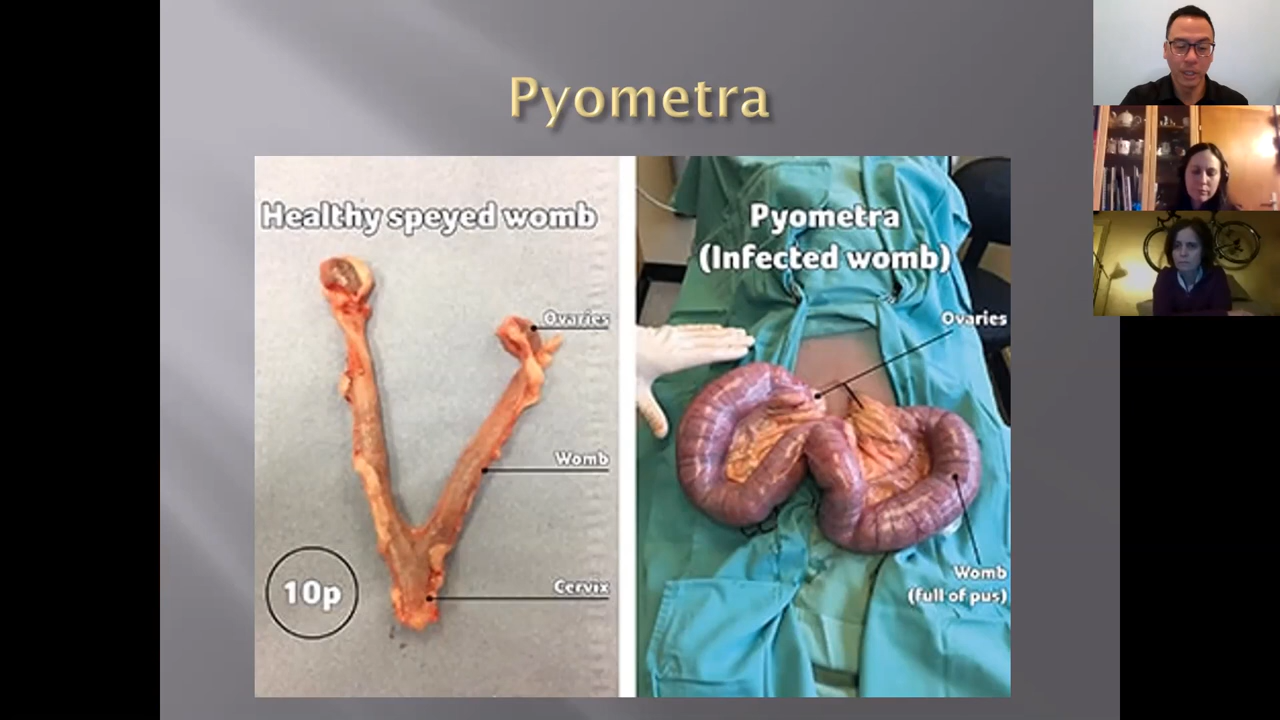 Pyometra
Healthy speyed womb
Ovaries
Womb
Cervix
10p
Pyometra
(Infected womb)
Ovaries
Womb
(full of pus)